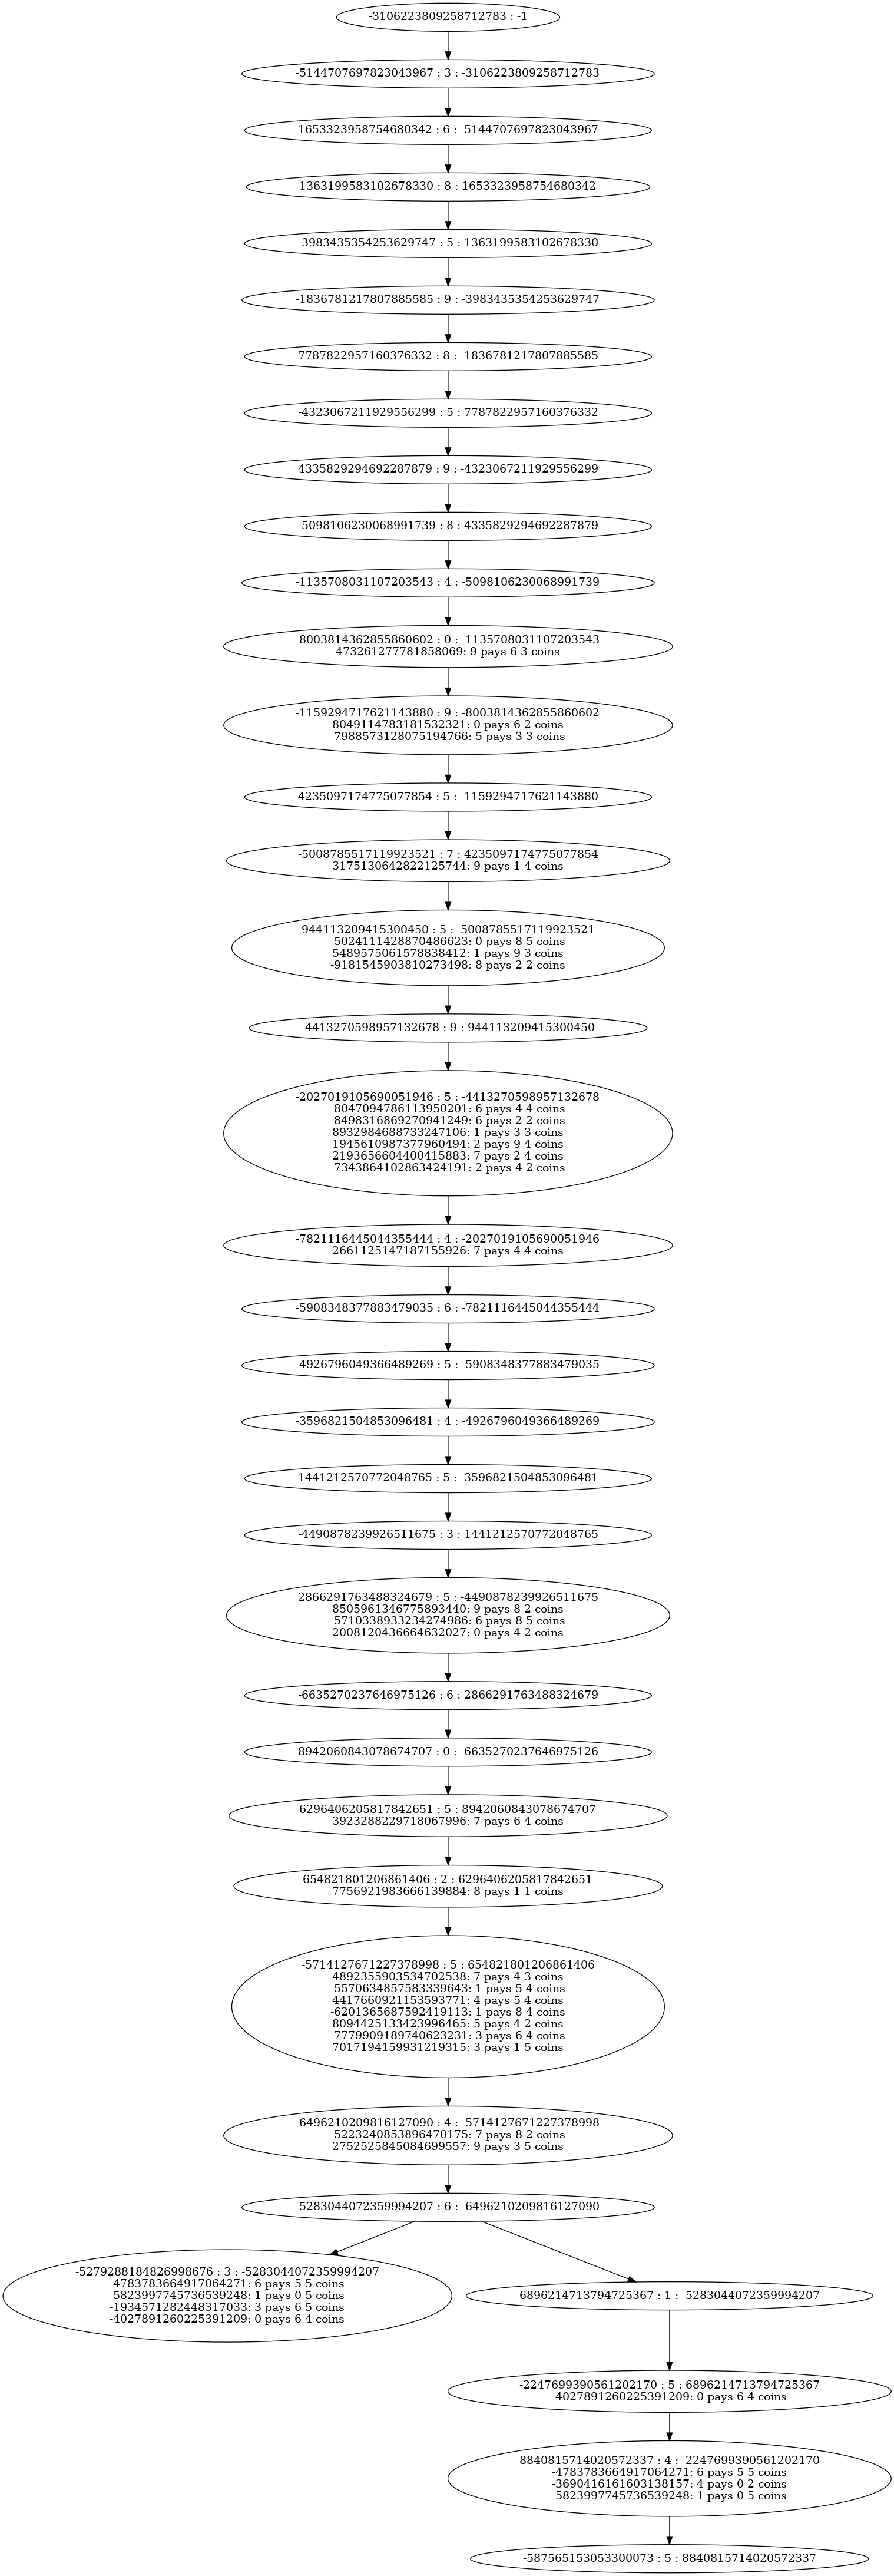 -3106223809258712783 : -1
-5144707697823043967 : 3 : -3106223809258712783
1653323958754680342 : 6 : -5144707697823043967
1363199583102678330 : 8 : 1653323958754680342
-3983435354253629747 : 5 : 1363199583102678330
-1836781217807885585 : 9 : -3983435354253629747
7787822957160376332 : 8 : -1836781217807885585
-4323067211929556299 : 5 : 7787822957160376332
4335829294692287879 : 9 : -4323067211929556299
-5098106230068991739 : 8 : 4335829294692287879
-1135708031107203543 : 4 : -5098106230068991739
-8003814362855860602 : 0 : -1135708031107203543
473261277781858069: 9 pays 6 3 coins
-1159294717621143880 : 9 : -8003814362855860602
8049114783181532321: 0 pays 6 2 coins
-7988573128075194766: 5 pays 3 3 coins
4235097174775077854 : 5 : -1159294717621143880
-5008785517119923521 : 7 : 4235097174775077854
3175130642822125744: 9 pays 1 4 coins
944113209415300450 : 5 : -5008785517119923521
-5024111428870486623: 0 pays 8 5 coins
5489575061578838412: 1 pays 9 3 coins
-9181545903810273498: 8 pays 2 2 coins
-4413270598957132678 : 9 : 944113209415300450
-2027019105690051946 : 5 : -4413270598957132678
-8047094786113950201: 6 pays 4 4 coins
-8498316869270941249: 6 pays 2 2 coins
8932984688733247106: 1 pays 3 3 coins
1945610987377960494: 2 pays 9 4 coins
2193656604400415883: 7 pays 2 4 coins
-7343864102863424191: 2 pays 4 2 coins
-7821116445044355444 : 4 : -2027019105690051946
2661125147187155926: 7 pays 4 4 coins
-5908348377883479035 : 6 : -7821116445044355444
-4926796049366489269 : 5 : -5908348377883479035
-3596821504853096481 : 4 : -4926796049366489269
1441212570772048765 : 5 : -3596821504853096481
-4490878239926511675 : 3 : 1441212570772048765
2866291763488324679 : 5 : -4490878239926511675
8505961346775893440: 9 pays 8 2 coins
-5710338933234274986: 6 pays 8 5 coins
2008120436664632027: 0 pays 4 2 coins
-6635270237646975126 : 6 : 2866291763488324679
8942060843078674707 : 0 : -6635270237646975126
6296406205817842651 : 5 : 8942060843078674707
3923288229718067996: 7 pays 6 4 coins
654821801206861406 : 2 : 6296406205817842651
7756921983666139884: 8 pays 1 1 coins
-5714127671227378998 : 5 : 654821801206861406
4892355903534702538: 7 pays 4 3 coins
-5570634857583339643: 1 pays 5 4 coins
4417660921153593771: 4 pays 5 4 coins
-6201365687592419113: 1 pays 8 4 coins
8094425133423996465: 5 pays 4 2 coins
-7779909189740623231: 3 pays 6 4 coins
7017194159931219315: 3 pays 1 5 coins
-6496210209816127090 : 4 : -5714127671227378998
-5223240853896470175: 7 pays 8 2 coins
2752525845084699557: 9 pays 3 5 coins
-5283044072359994207 : 6 : -6496210209816127090
-5279288184826998676 : 3 : -5283044072359994207
-4783783664917064271: 6 pays 5 5 coins
-5823997745736539248: 1 pays 0 5 coins
-1934571282448317033: 3 pays 6 5 coins
-4027891260225391209: 0 pays 6 4 coins
6896214713794725367 : 1 : -5283044072359994207
-2247699390561202170 : 5 : 6896214713794725367
-4027891260225391209: 0 pays 6 4 coins
8840815714020572337 : 4 : -2247699390561202170
-4783783664917064271: 6 pays 5 5 coins
-3690416161603138157: 4 pays 0 2 coins
-5823997745736539248: 1 pays 0 5 coins
-587565153053300073 : 5 : 8840815714020572337